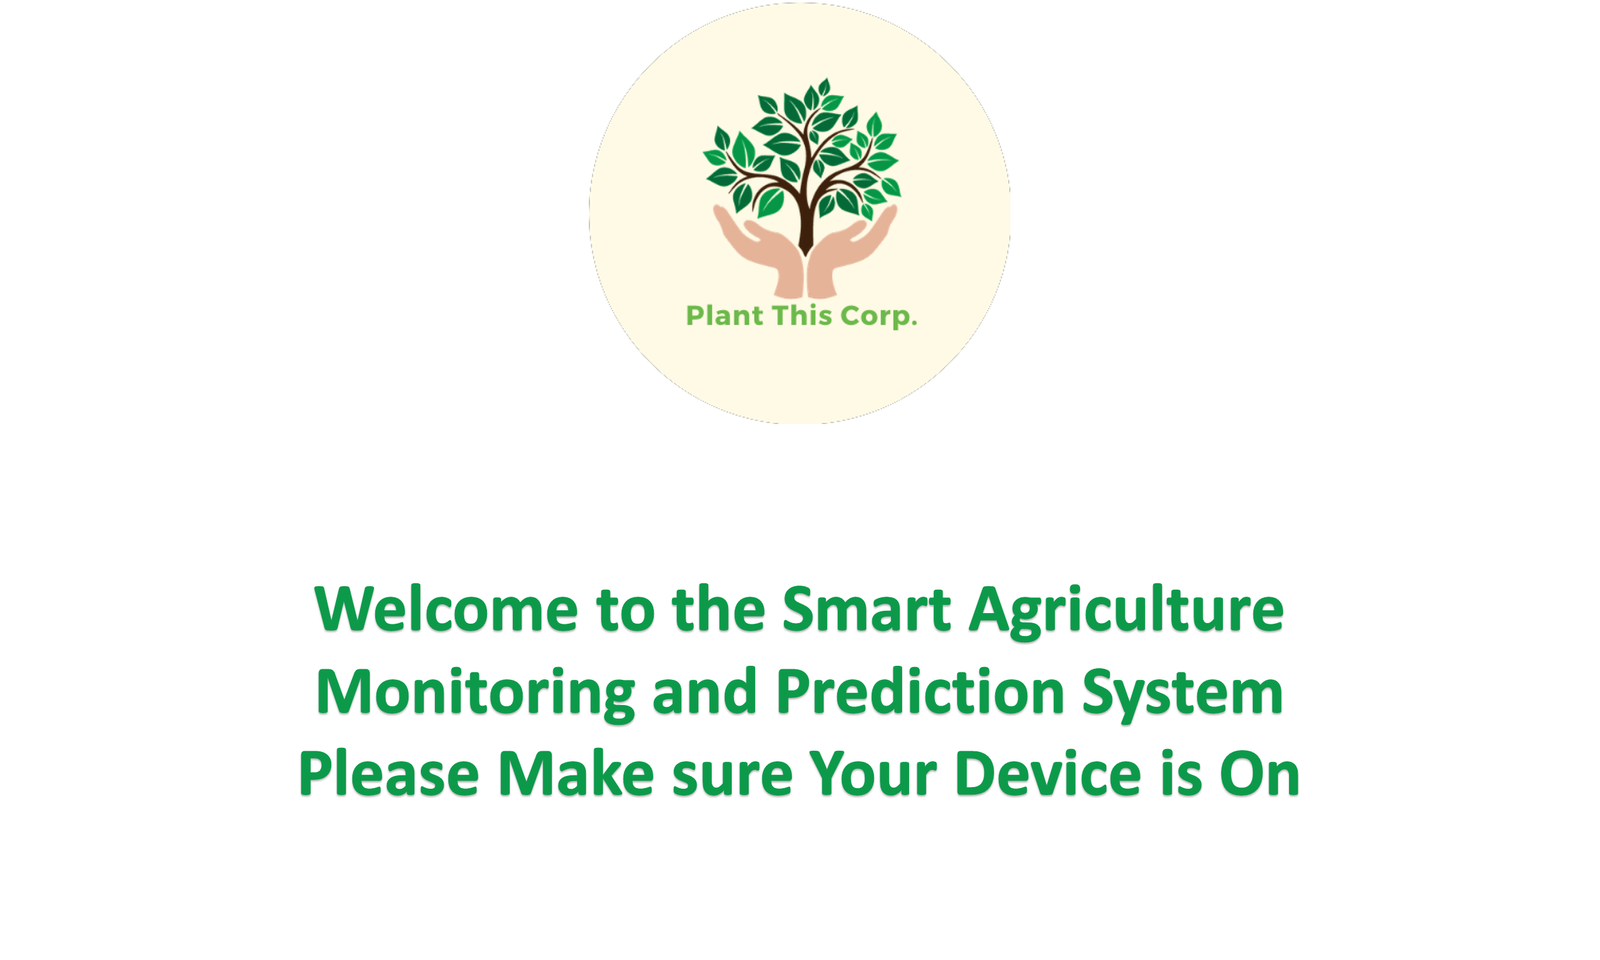 Plant This Corp.
Welcome to the Smart Agriculture
Monitoring and Prediction System
Please Make sure Your Device is On